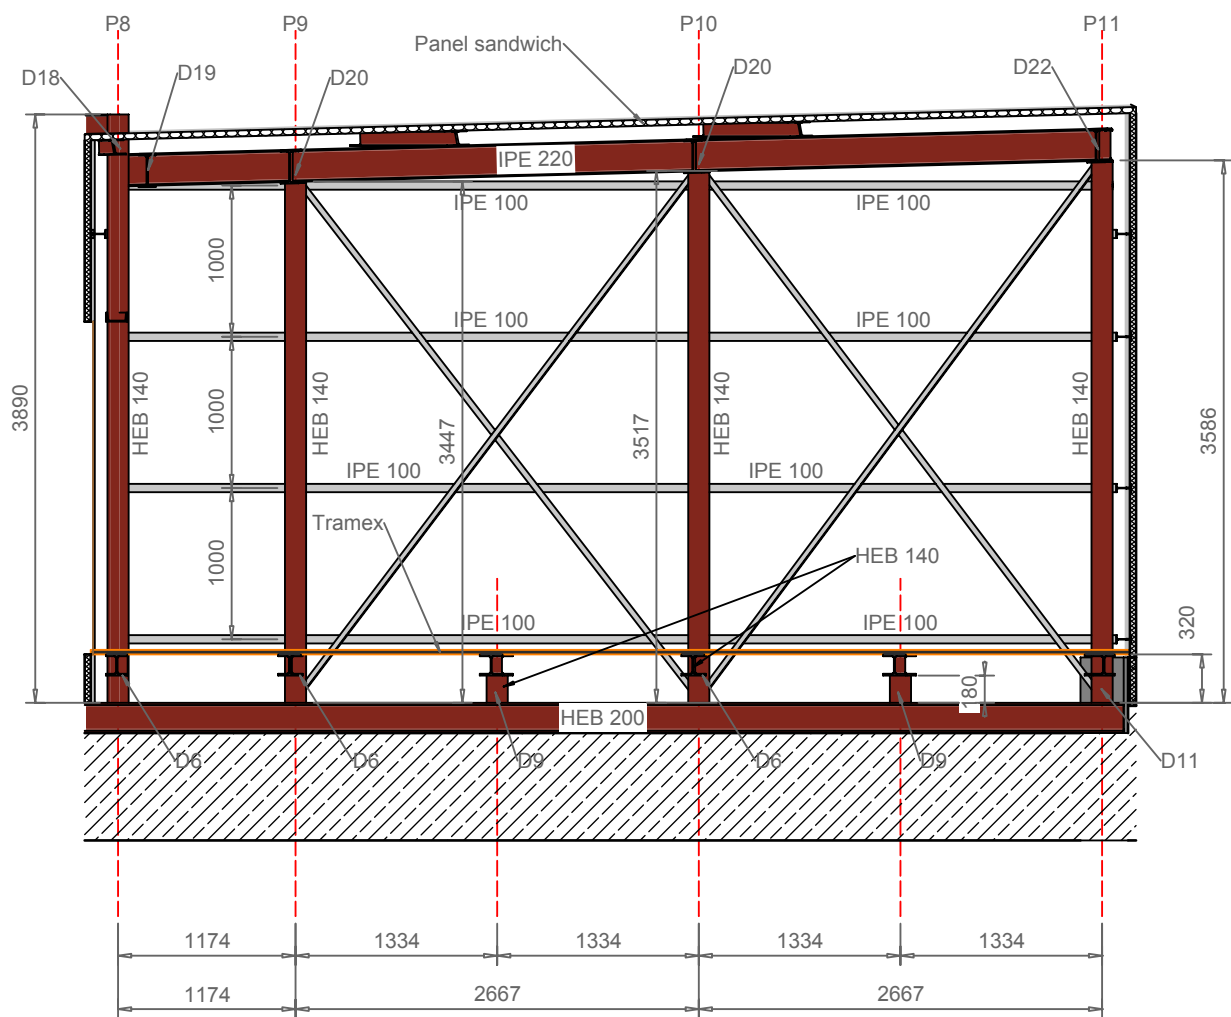 P8
P9
P10
P11
Panel sandwich
D18
D19
D20
D20
D22
IPE 220
IPE 100
IPE 100
1000
IPE 100
IPE 100
3890
HEB 140
1000
HEB 140
3447
3517
HEB 140
HEB 140
3586
IPE 100
IPE 100
Tramex
1000
HEB 140
IPE 100
IPE 100
320
180
HEB 200
D6
D6
D9
D6
D9
D11
1174
1334
1334
1334
1334
1174
2667
2667